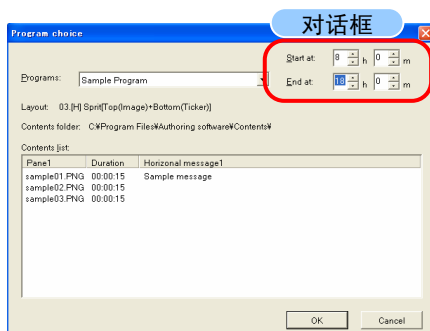 对话框
Program choice
Start at: 8 h 0 m
Programs: Sample Program
End at: 18 h 0 m
Layout: 03.[H] Sprit[Top(Image)+Bottom(Ticker)]
Contents folder: C:¥Program Files¥Authoring software¥Contents¥
Contents list:
Pane1 Duration Horizonal message1
sample01.PNG 00:00:15 Sample message
sample02.PNG 00:00:15
sample03.PNG 00:00:15
OK Cancel